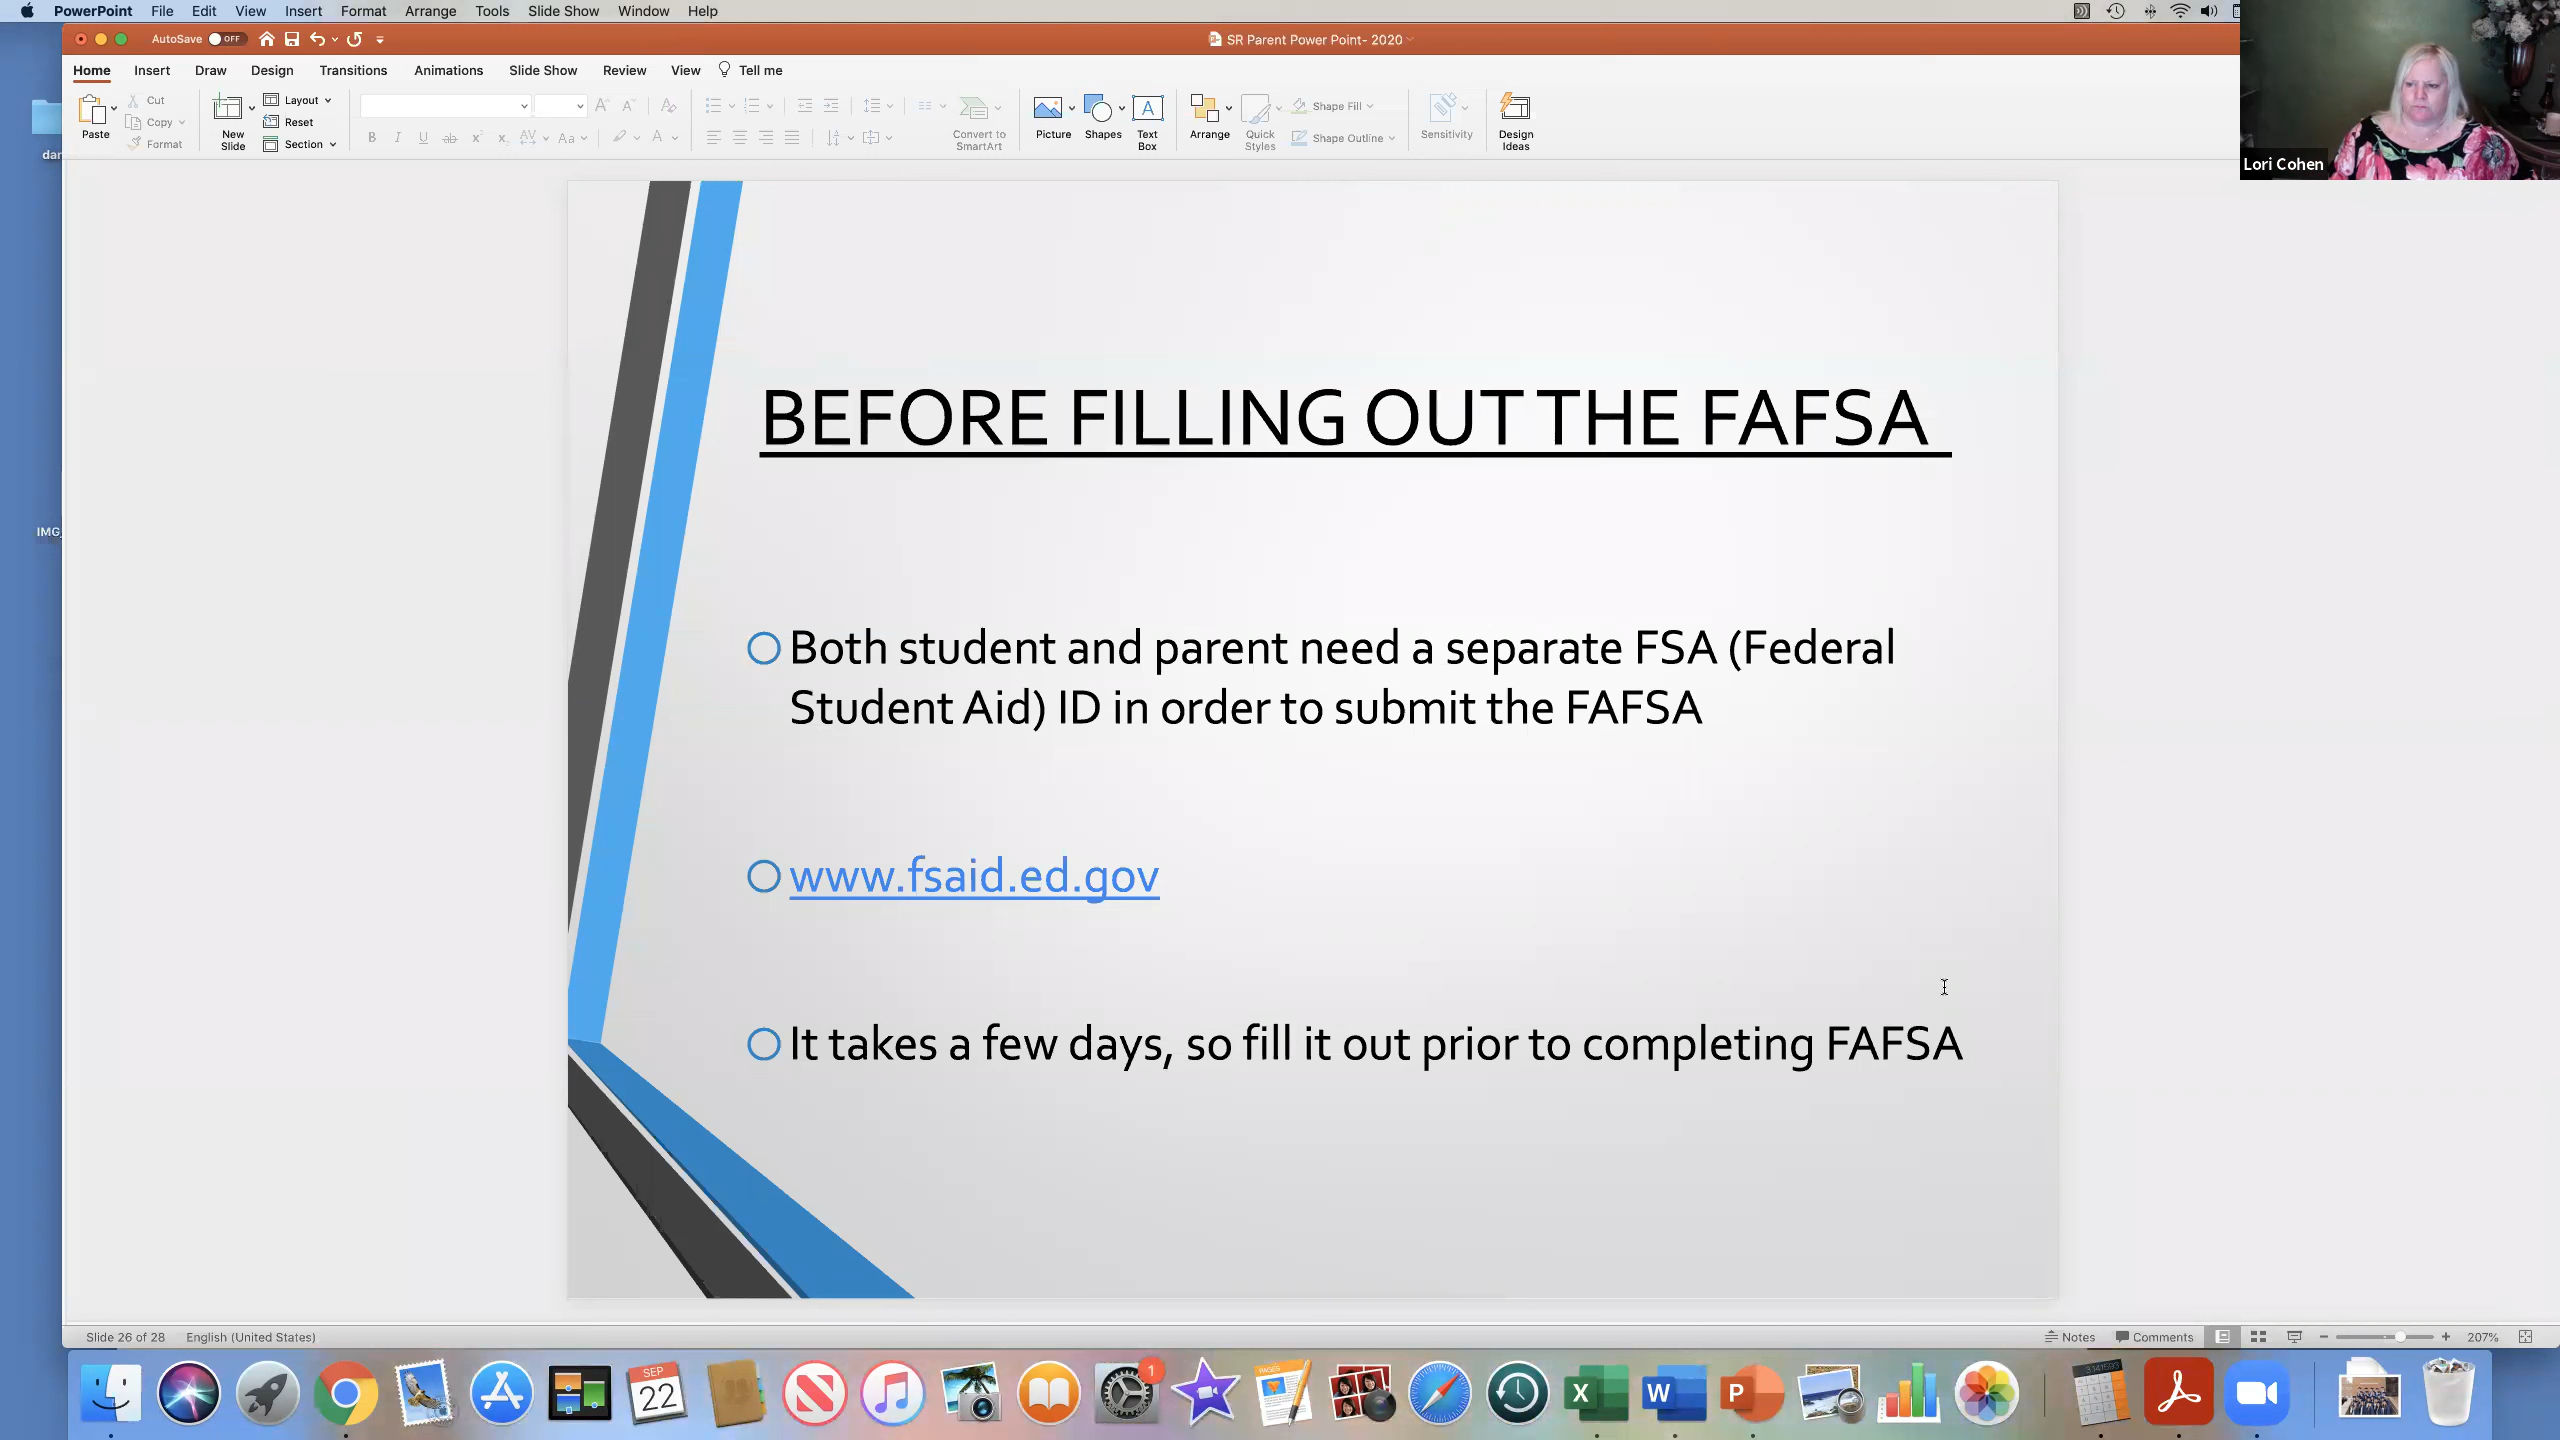 PowerPoint File Edit View Insert Format Arrange Tools Slide Show Window Help
AutoSave OFF
SR Parent Power Point- 2020
Home Insert Draw Design Transitions Animations Slide Show Review View Tell me
Paste
Cut
Copy
Format
New
Slide
Layout
Reset
Section
B I U
Aa
A
Convert to
SmartArt
Picture
Shapes
Text
Box
Arrange
Quick
Styles
Shape Fill
Shape Outline
Sensitivity
Design
Ideas
Lori Cohen
dar
IMG_
BEFORE FILLING OUT THE FAFSA
Both student and parent need a separate FSA (Federal
Student Aid) ID in order to submit the FAFSA
www.fsaid.ed.gov
It takes a few days, so fill it out prior to completing FAFSA
Slide 26 of 28 English (United States)
Notes Comments 207%
SEP
22
1
PAGES
X
W
P